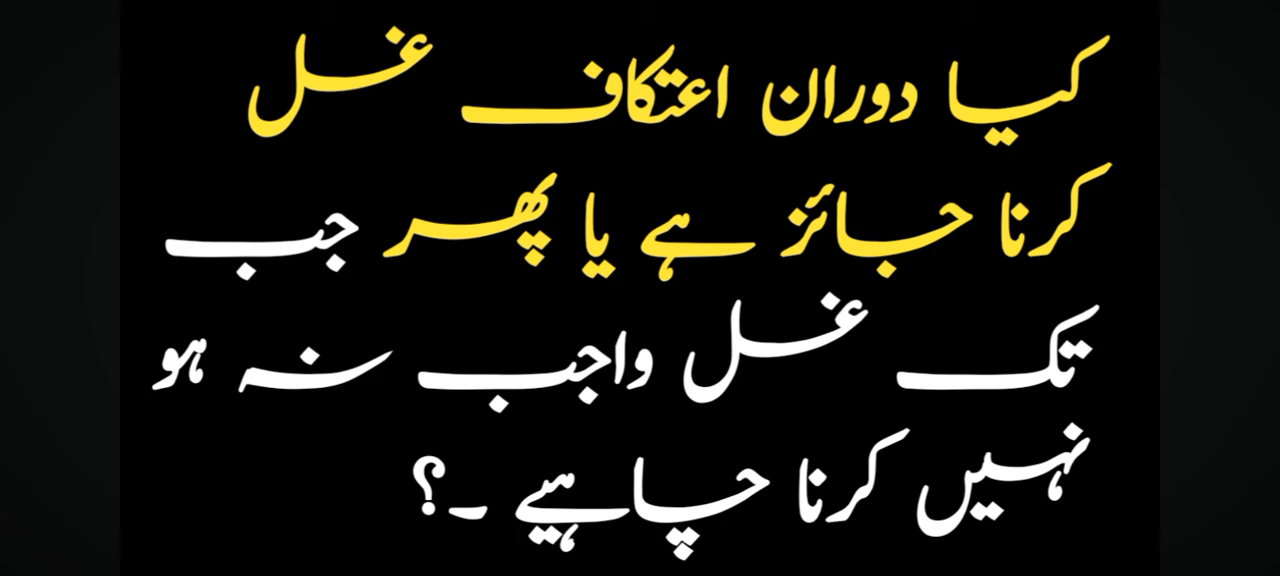 کیا دوران اعتکاف غسل
کرنا جائز ہے یا پھر جب
تک غسل واجب نہ ہو
نہیں کرنا چاہیے ۔؟